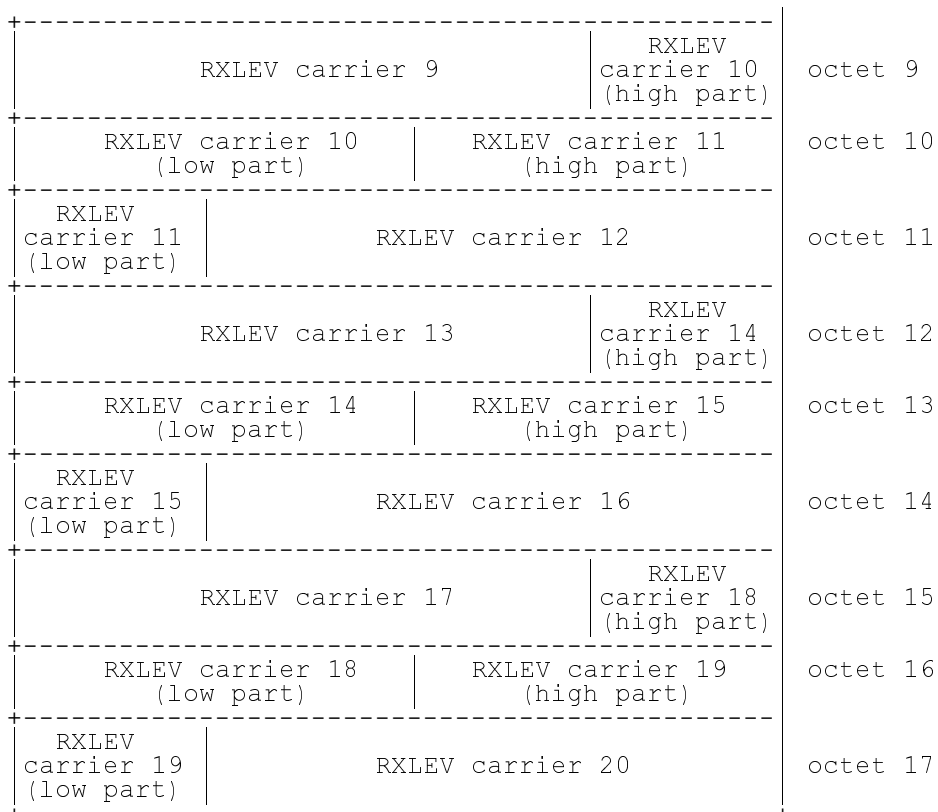 RXLEV
RXLEV carrier 9 carrier 10 octet 9
(high part)
RXLEV carrier 10 RXLEV carrier 11 octet 10
(low part) (high part)
RXLEV
carrier 11 RXLEV carrier 12 octet 11
(low part)
RXLEV
RXLEV carrier 13 carrier 14 octet 12
(high part)
RXLEV carrier 14 RXLEV carrier 15 octet 13
(low part) (high part)
RXLEV
carrier 15 RXLEV carrier 16 octet 14
(low part)
RXLEV
RXLEV carrier 17 carrier 18 octet 15
(high part)
RXLEV carrier 18 RXLEV carrier 19 octet 16
(low part) (high part)
RXLEV
carrier 19 RXLEV carrier 20 octet 17
(low part)